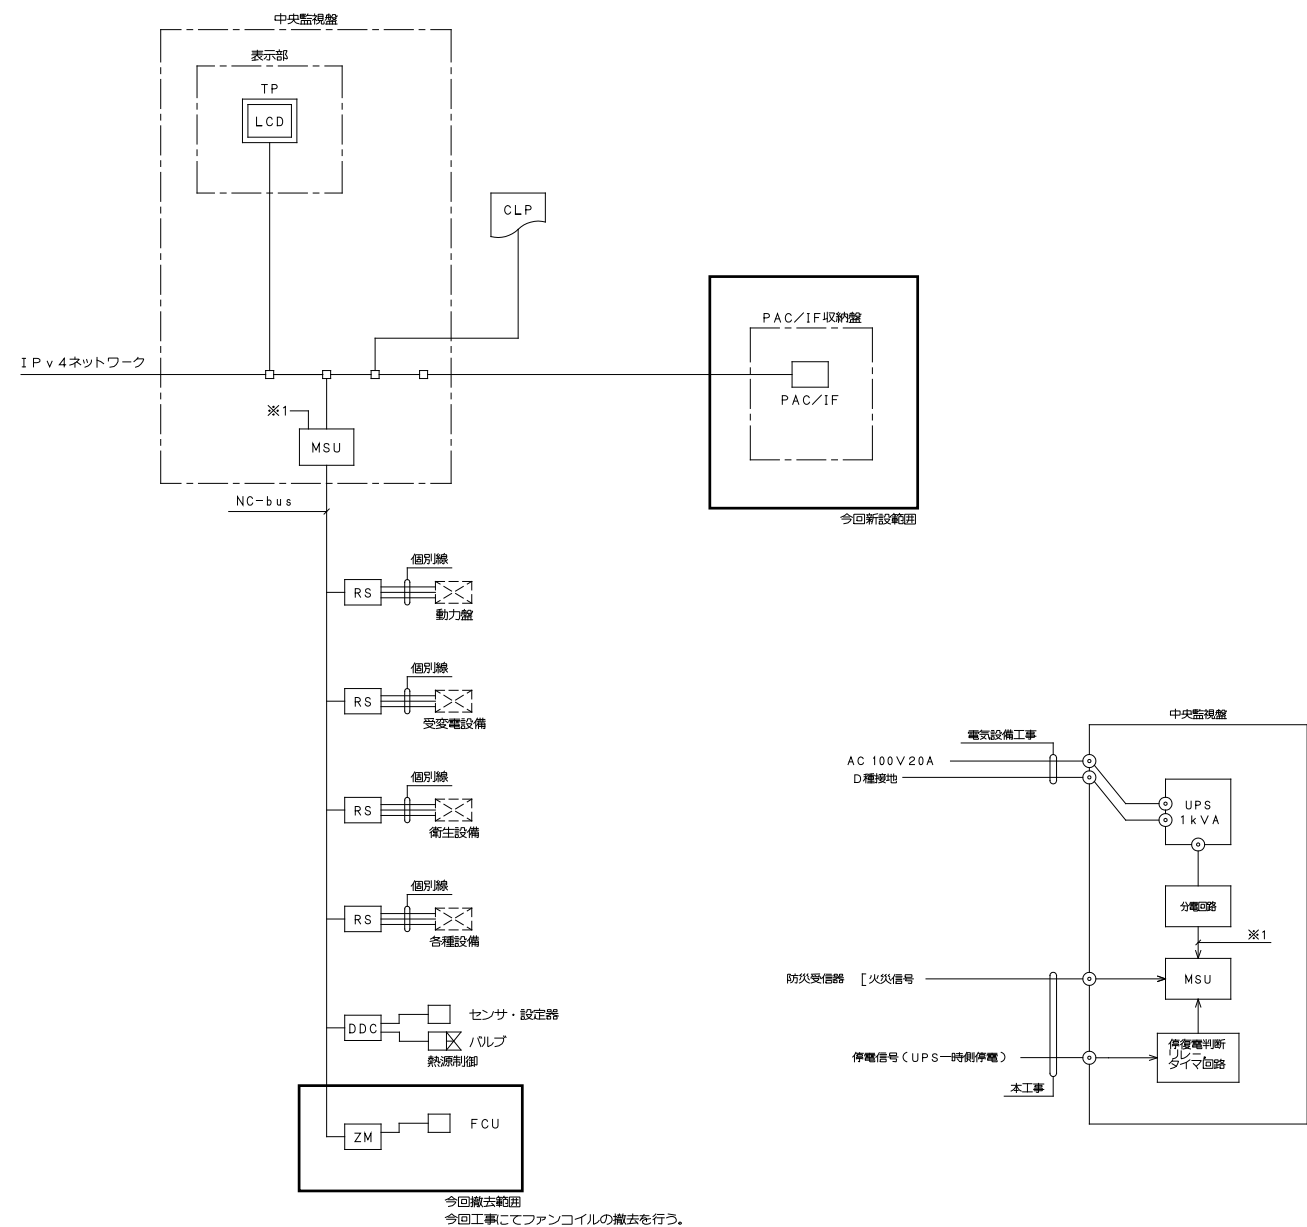 中央監視盤
表示部
TP
LCD
CLP
PAC/IF収納盤
IPv4ネットワーク
PAC/IF
※1
MSU
NC-bus
今回新設範囲
個別線
RS
動力盤
個別線
RS
受変電設備
個別線
RS
衛生設備
個別線
RS
各種設備
センサ・設定器
DDC
バルブ
熱源制御
FCU
ZM
今回撤去範囲
今回工事にてファンコイルの撤去を行う。
中央監視盤
電気設備工事
AC 100V20A
D種接地
UPS
1kVA
分電回路
※1
防災受信器 [火災信号
MSU
停電信号(UPS一時側停電)
停復電判断
リレー,
タイマ回路
本工事